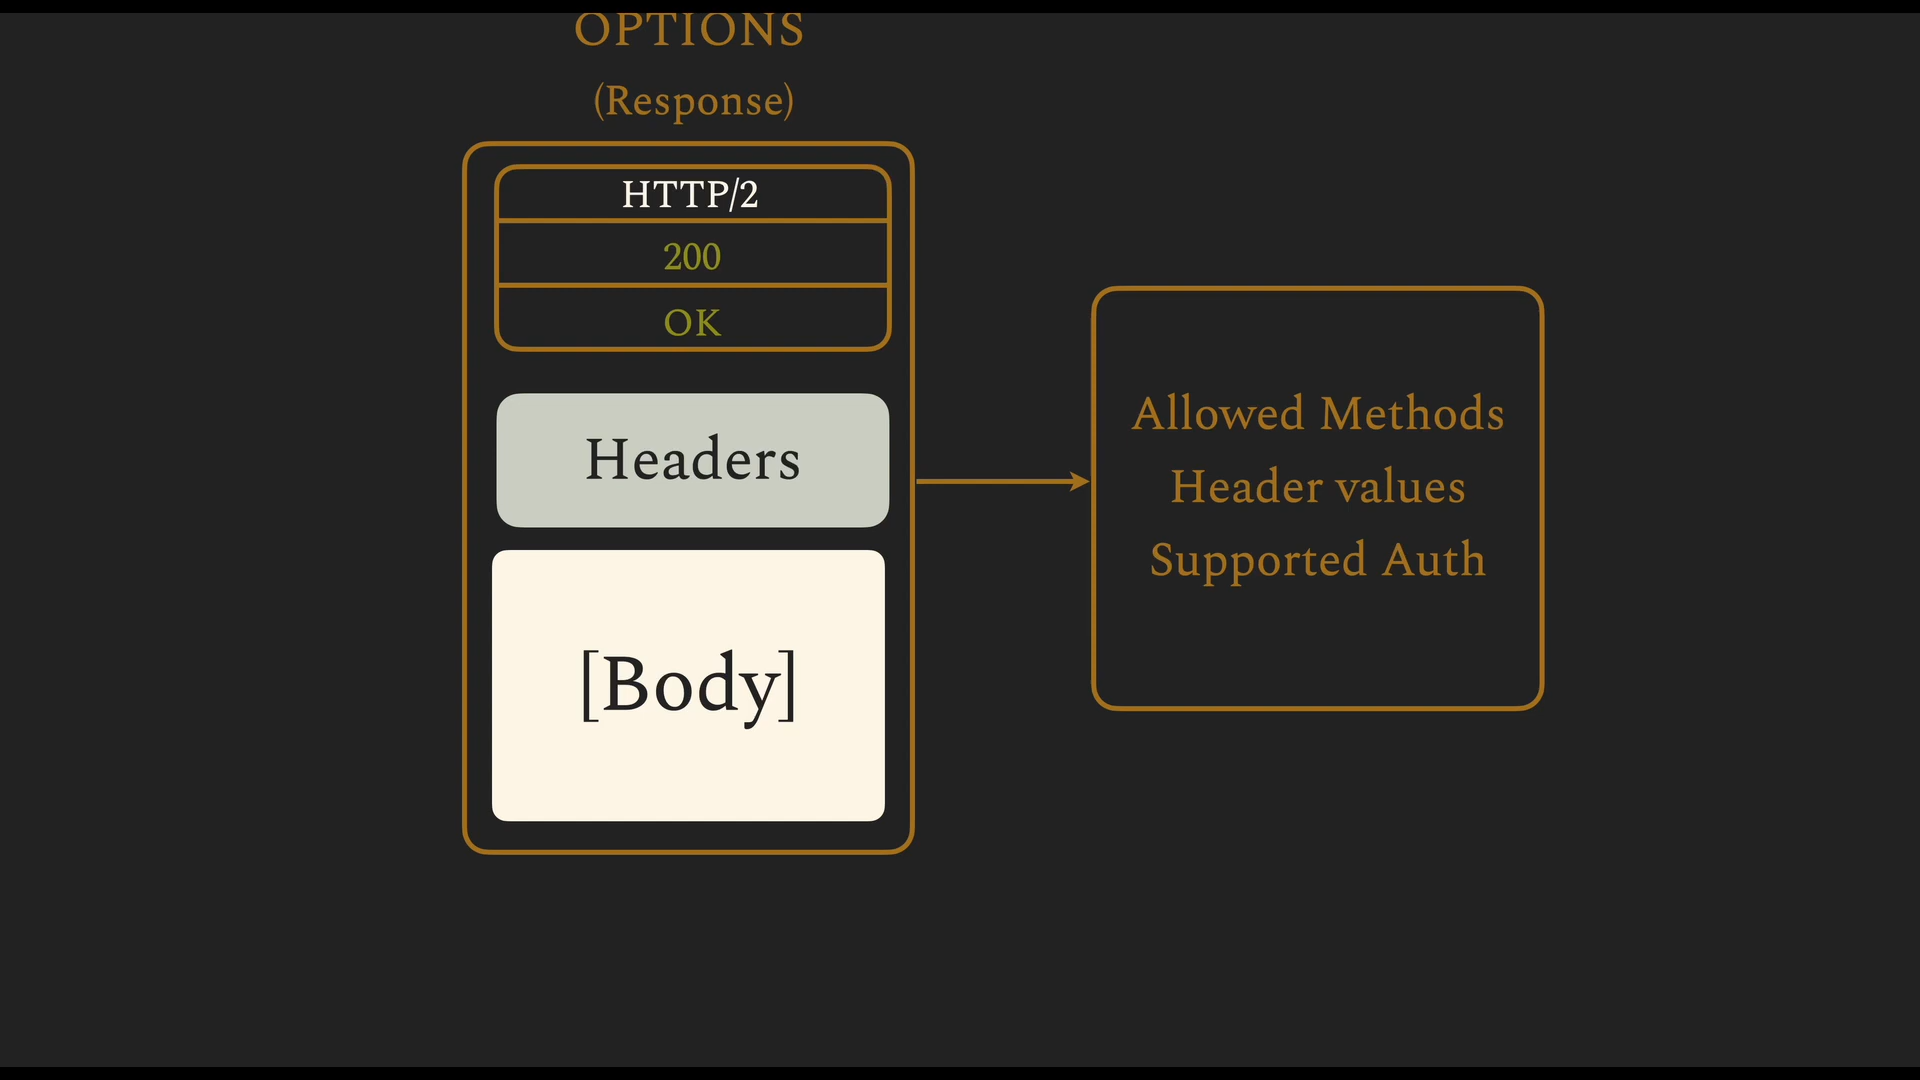 OPTIONS
(Response)
HTTP/2
200
OK
Headers
[Body]
Allowed Methods
Header values
Supported Auth